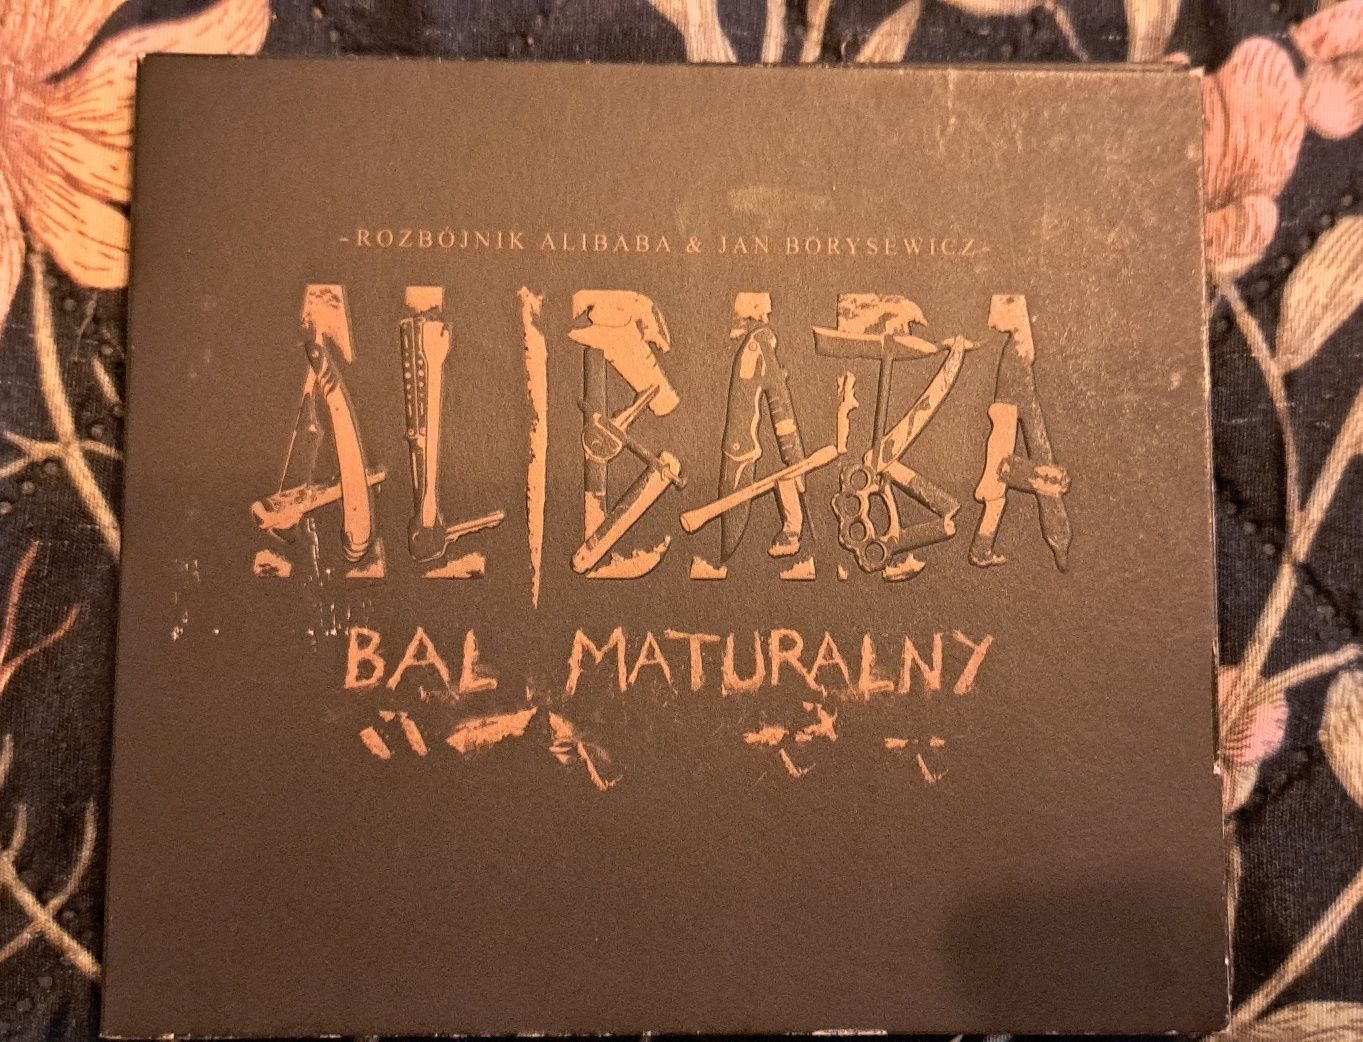 -ROZBÓJNIK ALIBABA & JAN BORYSEWICZ-
ALIBABA
BAL MATURALNY